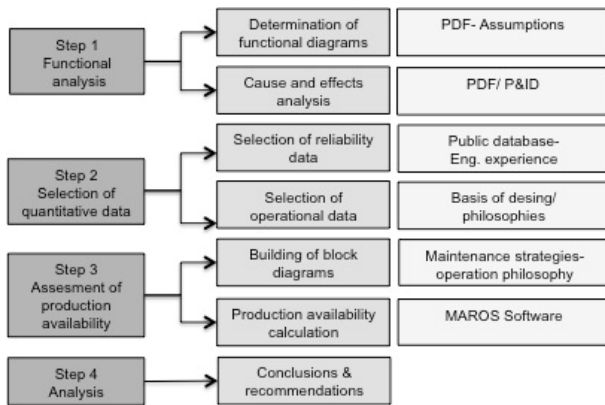 Step 1
Functional
analysis
Determination of
functional diagrams
PDF- Assumptions
Cause and effects
analysis
PDF/ P&ID
Step 2
Selection of
quantitative data
Selection of reliability
data
Public database-
Eng. experience
Selection of
operational data
Basis of desing/
philosophies
Step 3
Assesment of
production
availability
Building of block
diagrams
Maintenance strategies-
operation philosophy
Production availability
calculation
MAROS Software
Step 4
Analysis
Conclusions &
recommendations